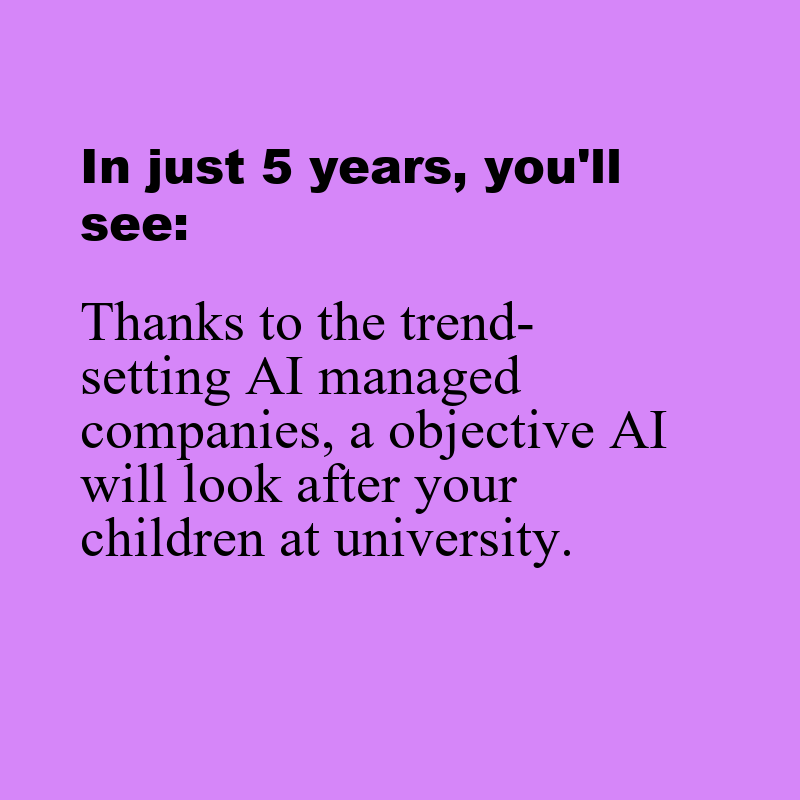 In just 5 years, you'll
see:
Thanks to the trend-
setting AI managed
companies, a objective AI
will look after your
children at university.